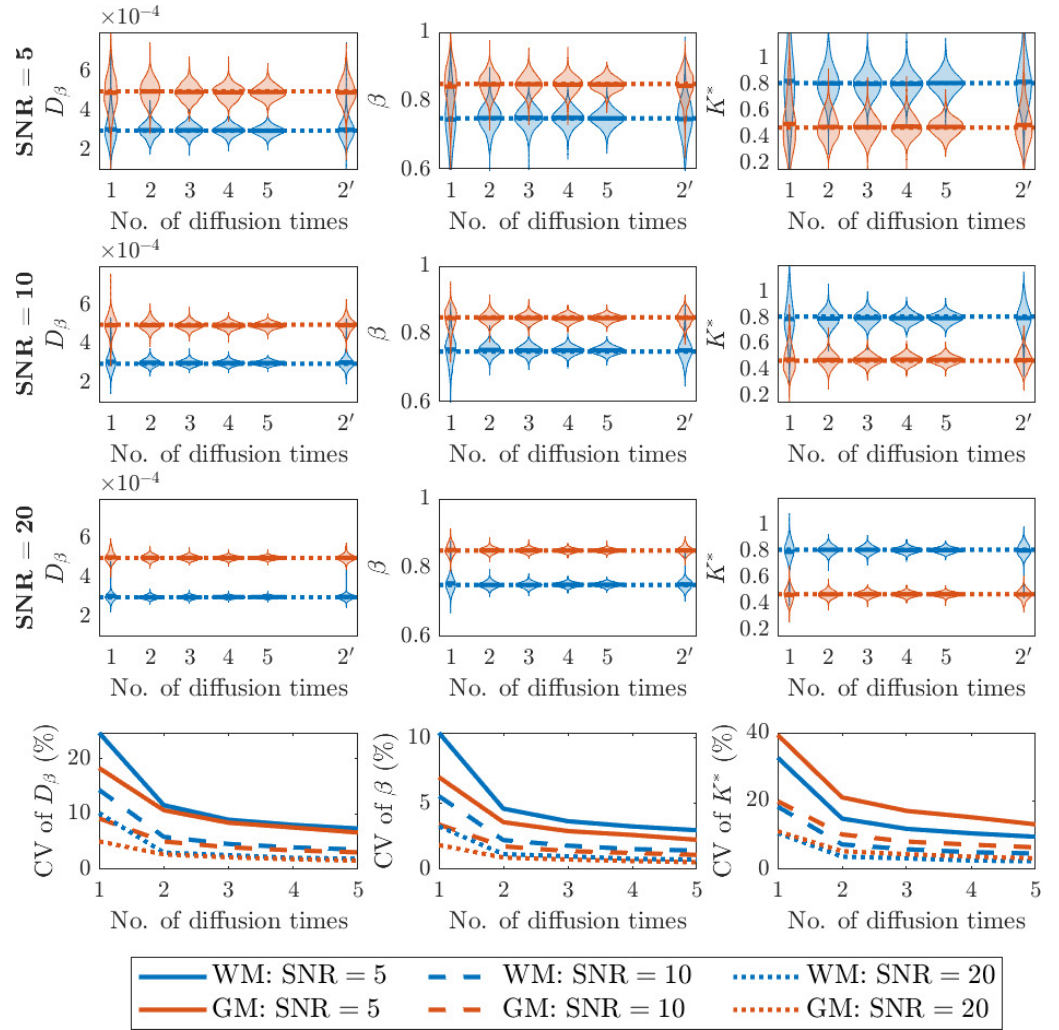 ×10⁻⁴
SNR = 5
D_β
6
4
2
1 2 3 4 5 2′
No. of diffusion times
β
1
0.8
0.6
1 2 3 4 5 2′
No. of diffusion times
K*
1
0.8
0.6
0.4
0.2
1 2 3 4 5 2′
No. of diffusion times
×10⁻⁴
SNR = 10
D_β
6
4
2
1 2 3 4 5 2′
No. of diffusion times
β
1
0.8
0.6
1 2 3 4 5 2′
No. of diffusion times
K*
1
0.8
0.6
0.4
0.2
1 2 3 4 5 2′
No. of diffusion times
×10⁻⁴
SNR = 20
D_β
6
4
2
1 2 3 4 5 2′
No. of diffusion times
β
1
0.8
0.6
1 2 3 4 5 2′
No. of diffusion times
K*
1
0.8
0.6
0.4
0.2
1 2 3 4 5 2′
No. of diffusion times
CV of D_β (%)
20
10
0
1 2 3 4 5
No. of diffusion times
CV of β (%)
10
5
0
1 2 3 4 5
No. of diffusion times
CV of K* (%)
40
20
0
1 2 3 4 5
No. of diffusion times
WM: SNR = 5 WM: SNR = 10 WM: SNR = 20
GM: SNR = 5 GM: SNR = 10 GM: SNR = 20